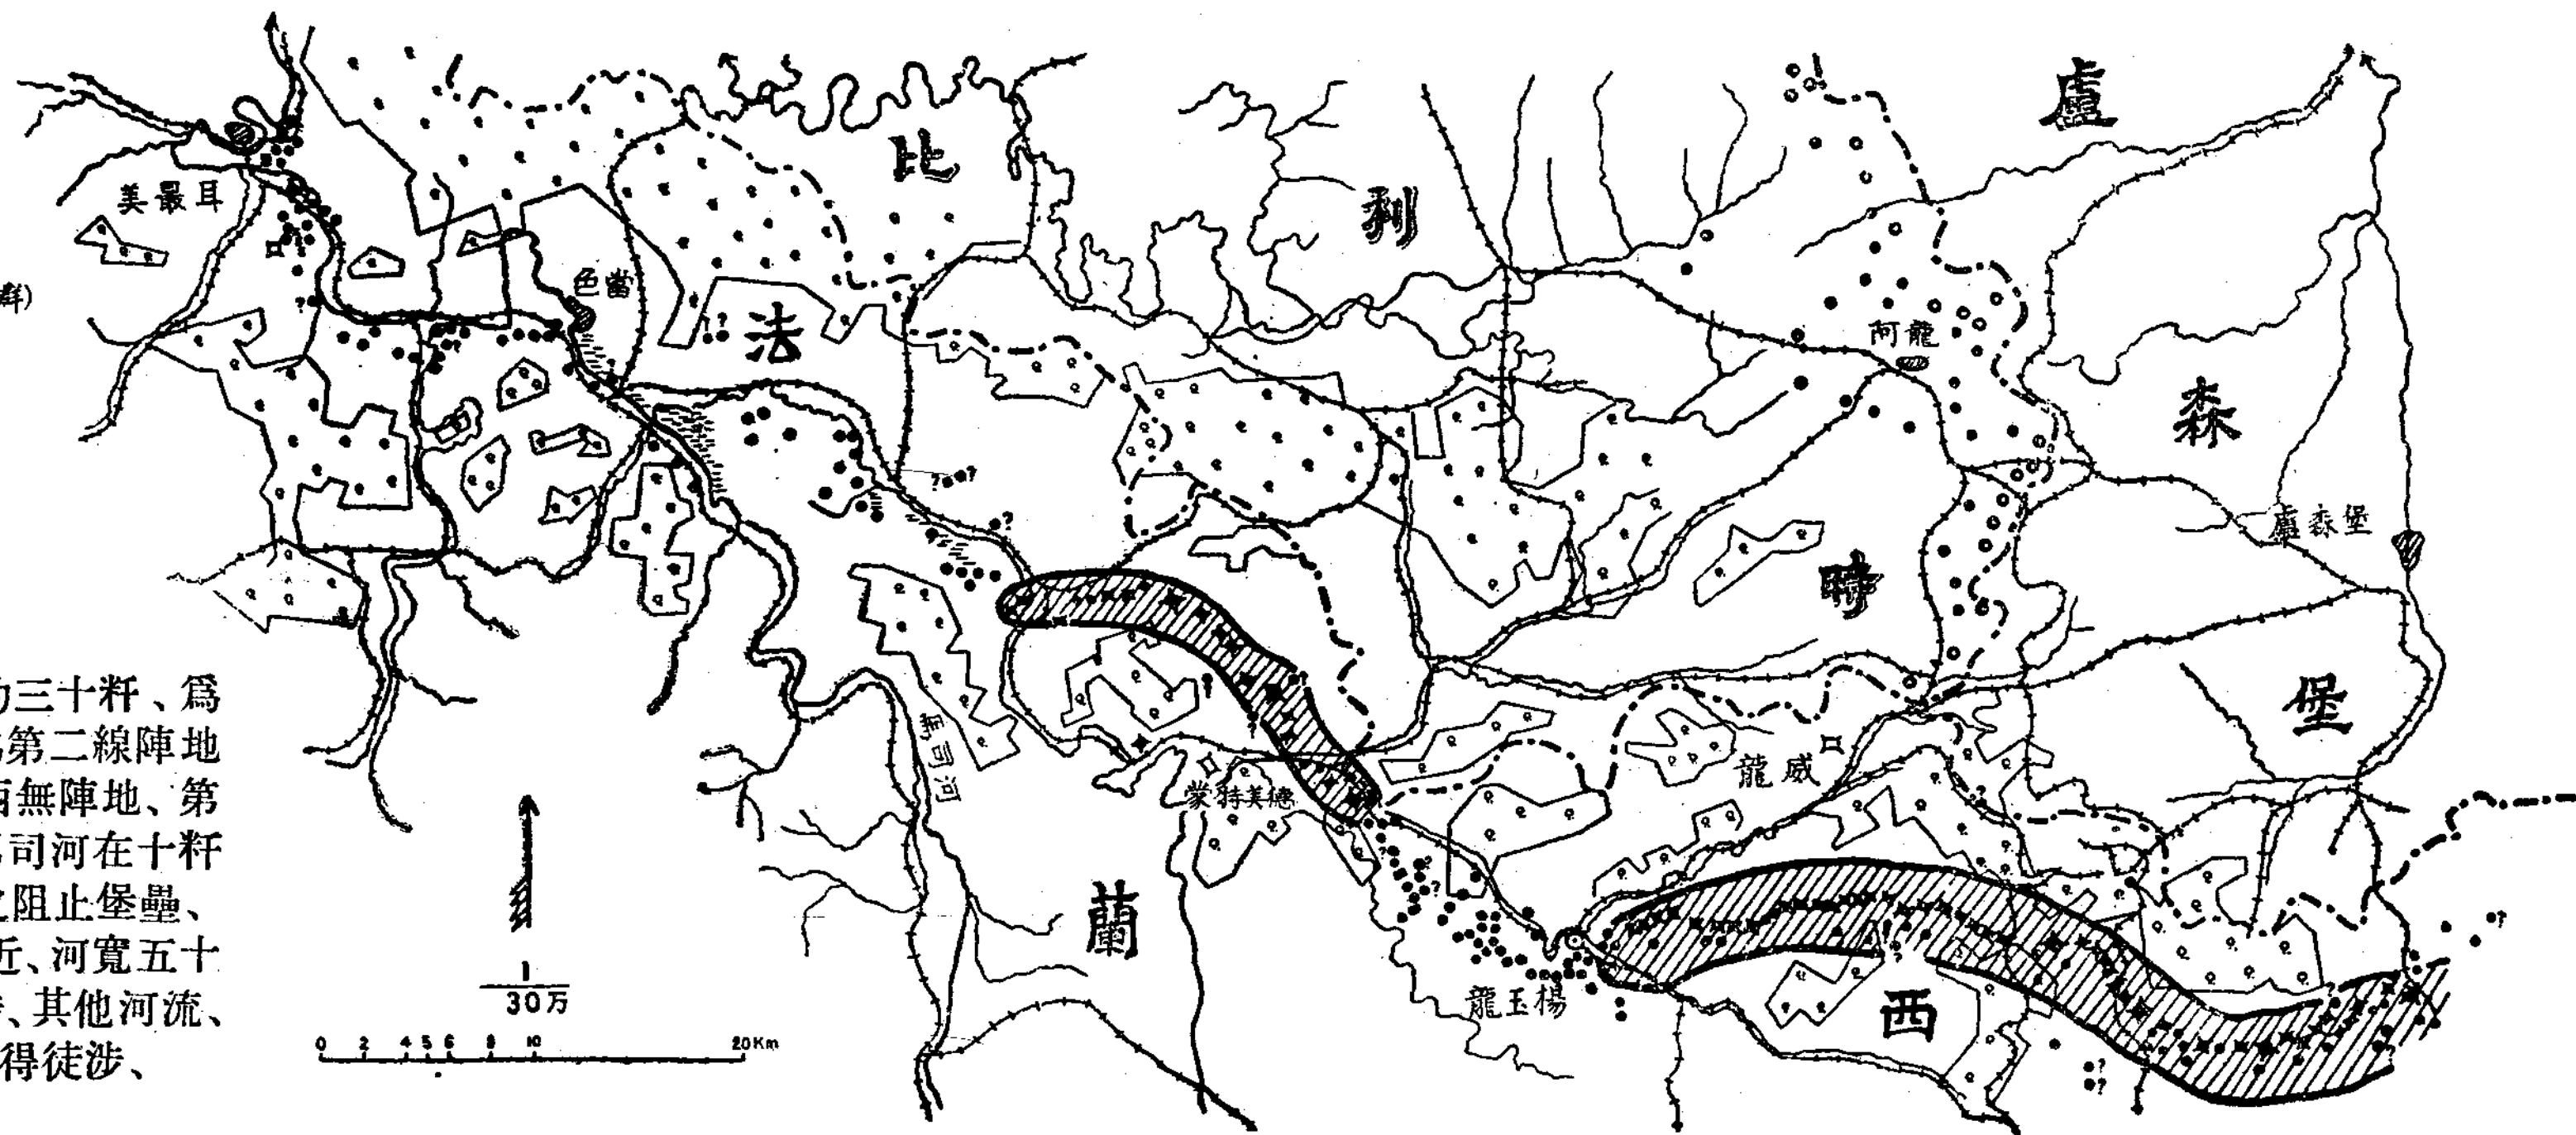 盧
比
利
時
森
堡
法
蘭
西
美最耳
色當
阿龍
盧森堡
馬司河
蒙特美德
龍威
龍玉楊
群)
三十粁、爲
第二線陣地
無陣地、第
司河在十粁
阻止堡壘、
近、河寬五十
、其他河流、
得徒涉、
1
30万
0 2 4 5 6 8 10 20Km